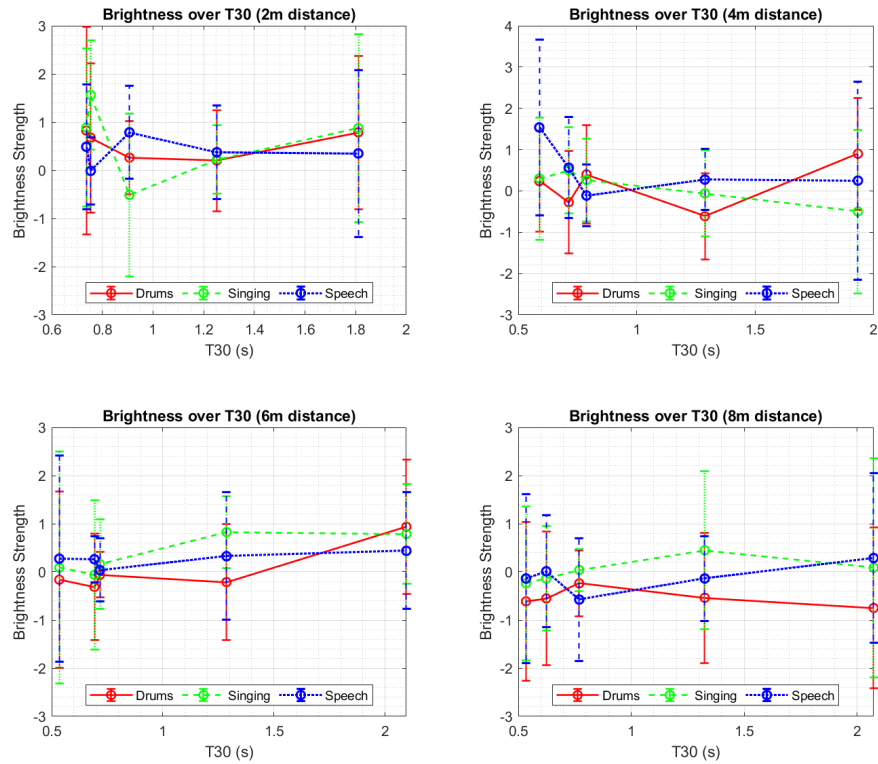 Brightness over T30 (2m distance)
3
2
1
0
-1
-2
-3
Brightness Strength
Drums Singing Speech
0.6 0.8 1 1.2 1.4 1.6 1.8 2
T30 (s)
Brightness over T30 (4m distance)
4
3
2
1
0
-1
-2
-3
Brightness Strength
Drums Singing Speech
0.5 1 1.5 2
T30 (s)
Brightness over T30 (6m distance)
3
2
1
0
-1
-2
-3
Brightness Strength
Drums Singing Speech
0.5 1 1.5 2
T30 (s)
Brightness over T30 (8m distance)
3
2
1
0
-1
-2
-3
Brightness Strength
Drums Singing Speech
0.5 1 1.5 2
T30 (s)